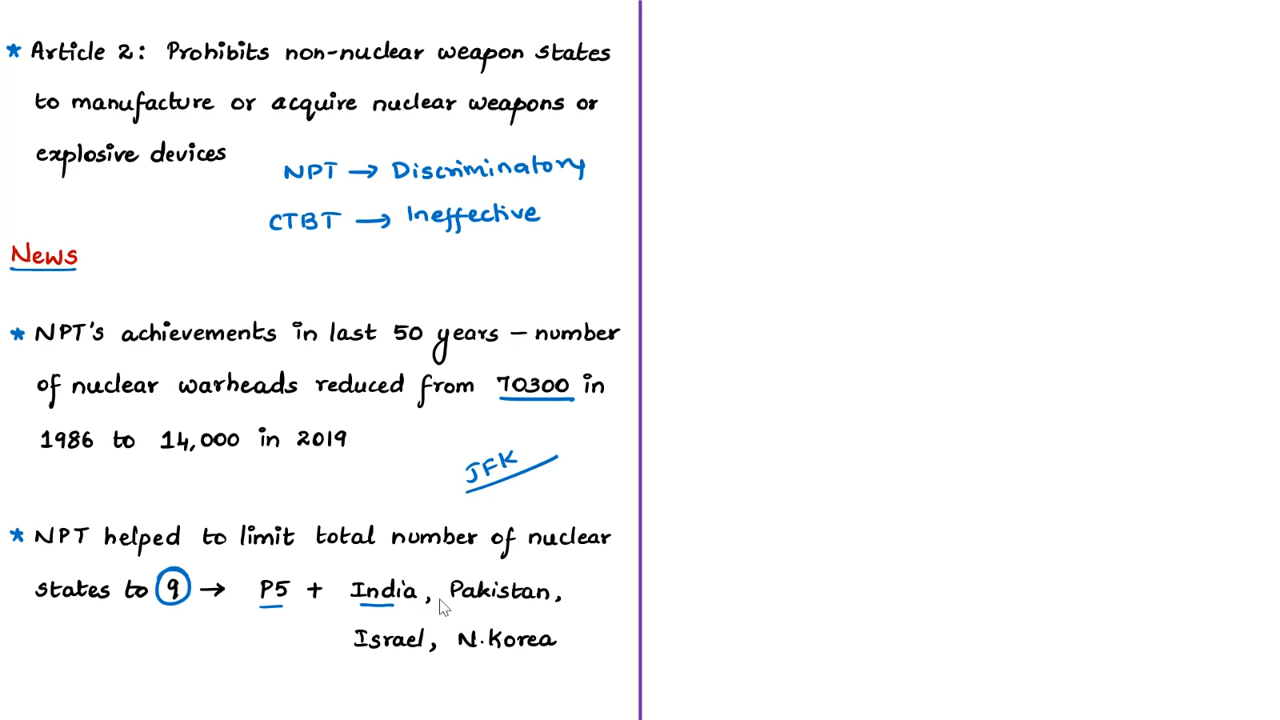 * Article 2: Prohibits non-nuclear weapon states
to manufacture or acquire nuclear weapons or
explosive devices
NPT → Discriminatory
CTBT → Ineffective
News
* NPT's achievements in last 50 years – number
of nuclear warheads reduced from 70300 in
1986 to 14,000 in 2019
JFK
* NPT helped to limit total number of nuclear
states to 9 → P5 + India, Pakistan,
Israel, N.Korea